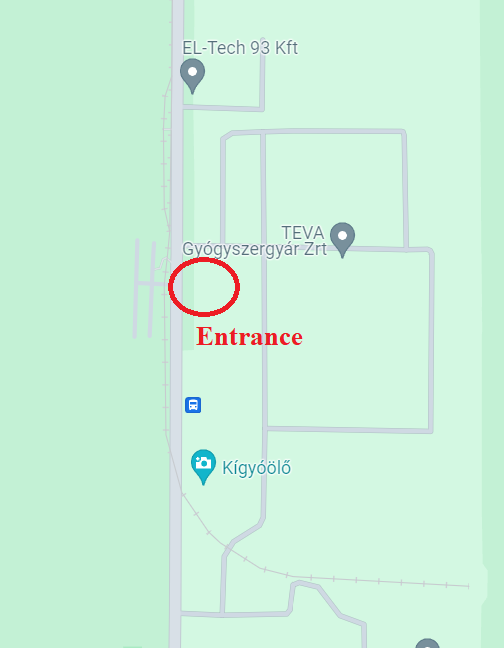 EL-Tech 93 Kft
TEVA
Gyógyszergyár Zrt
Entrance
Kígyóölő